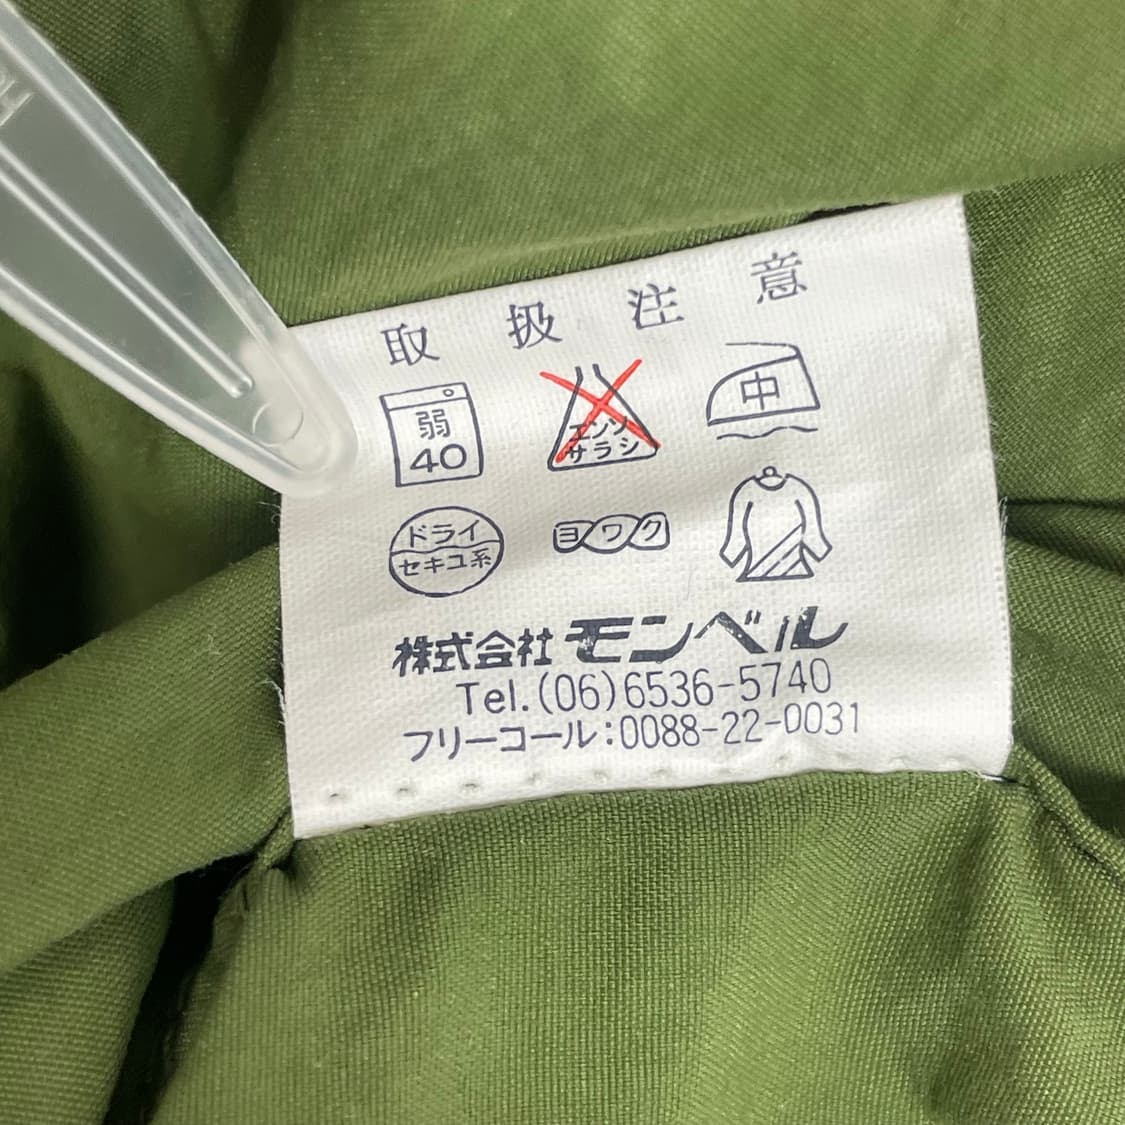 取扱注意
弱
40
エンソ
サラシ
中
ドライ
セキユ系
ヨワク
株式会社モンベル
Tel.(06)6536-5740
フリーコール:0088-22-0031